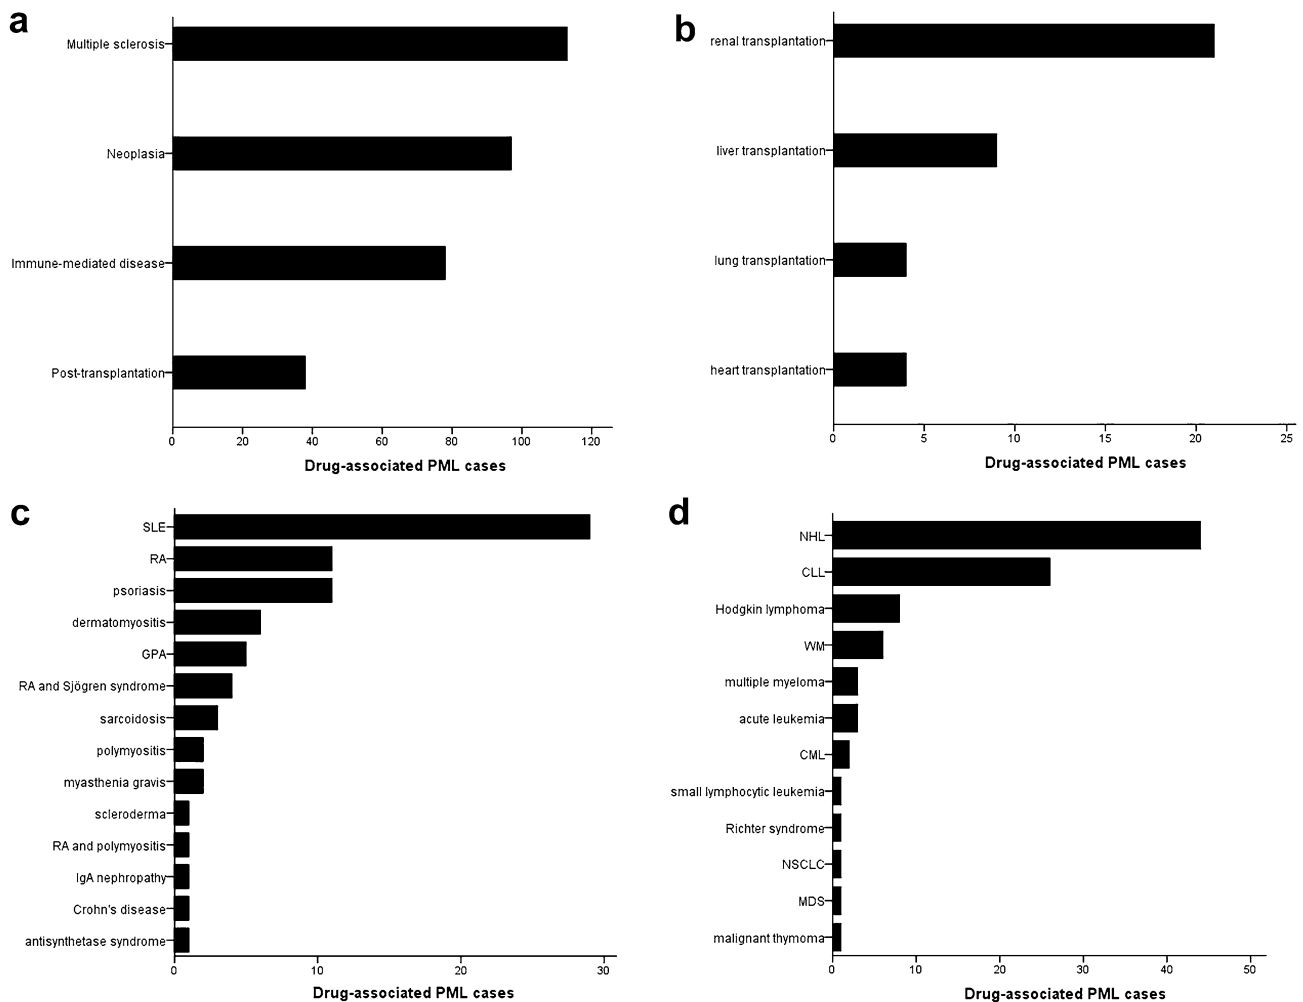 a
Multiple sclerosis
Neoplasia
Immune-mediated disease
Post-transplantation
0 20 40 60 80 100 120
Drug-associated PML cases
b
renal transplantation
liver transplantation
lung transplantation
heart transplantation
0 5 10 15 20 25
Drug-associated PML cases
c
SLE
RA
psoriasis
dermatomyositis
GPA
RA and Sjögren syndrome
sarcoidosis
polymyositis
myasthenia gravis
scleroderma
RA and polymyositis
IgA nephropathy
Crohn's disease
antisynthetase syndrome
0 10 20 30
Drug-associated PML cases
d
NHL
CLL
Hodgkin lymphoma
WM
multiple myeloma
acute leukemia
CML
small lymphocytic leukemia
Richter syndrome
NSCLC
MDS
malignant thymoma
0 10 20 30 40 50
Drug-associated PML cases